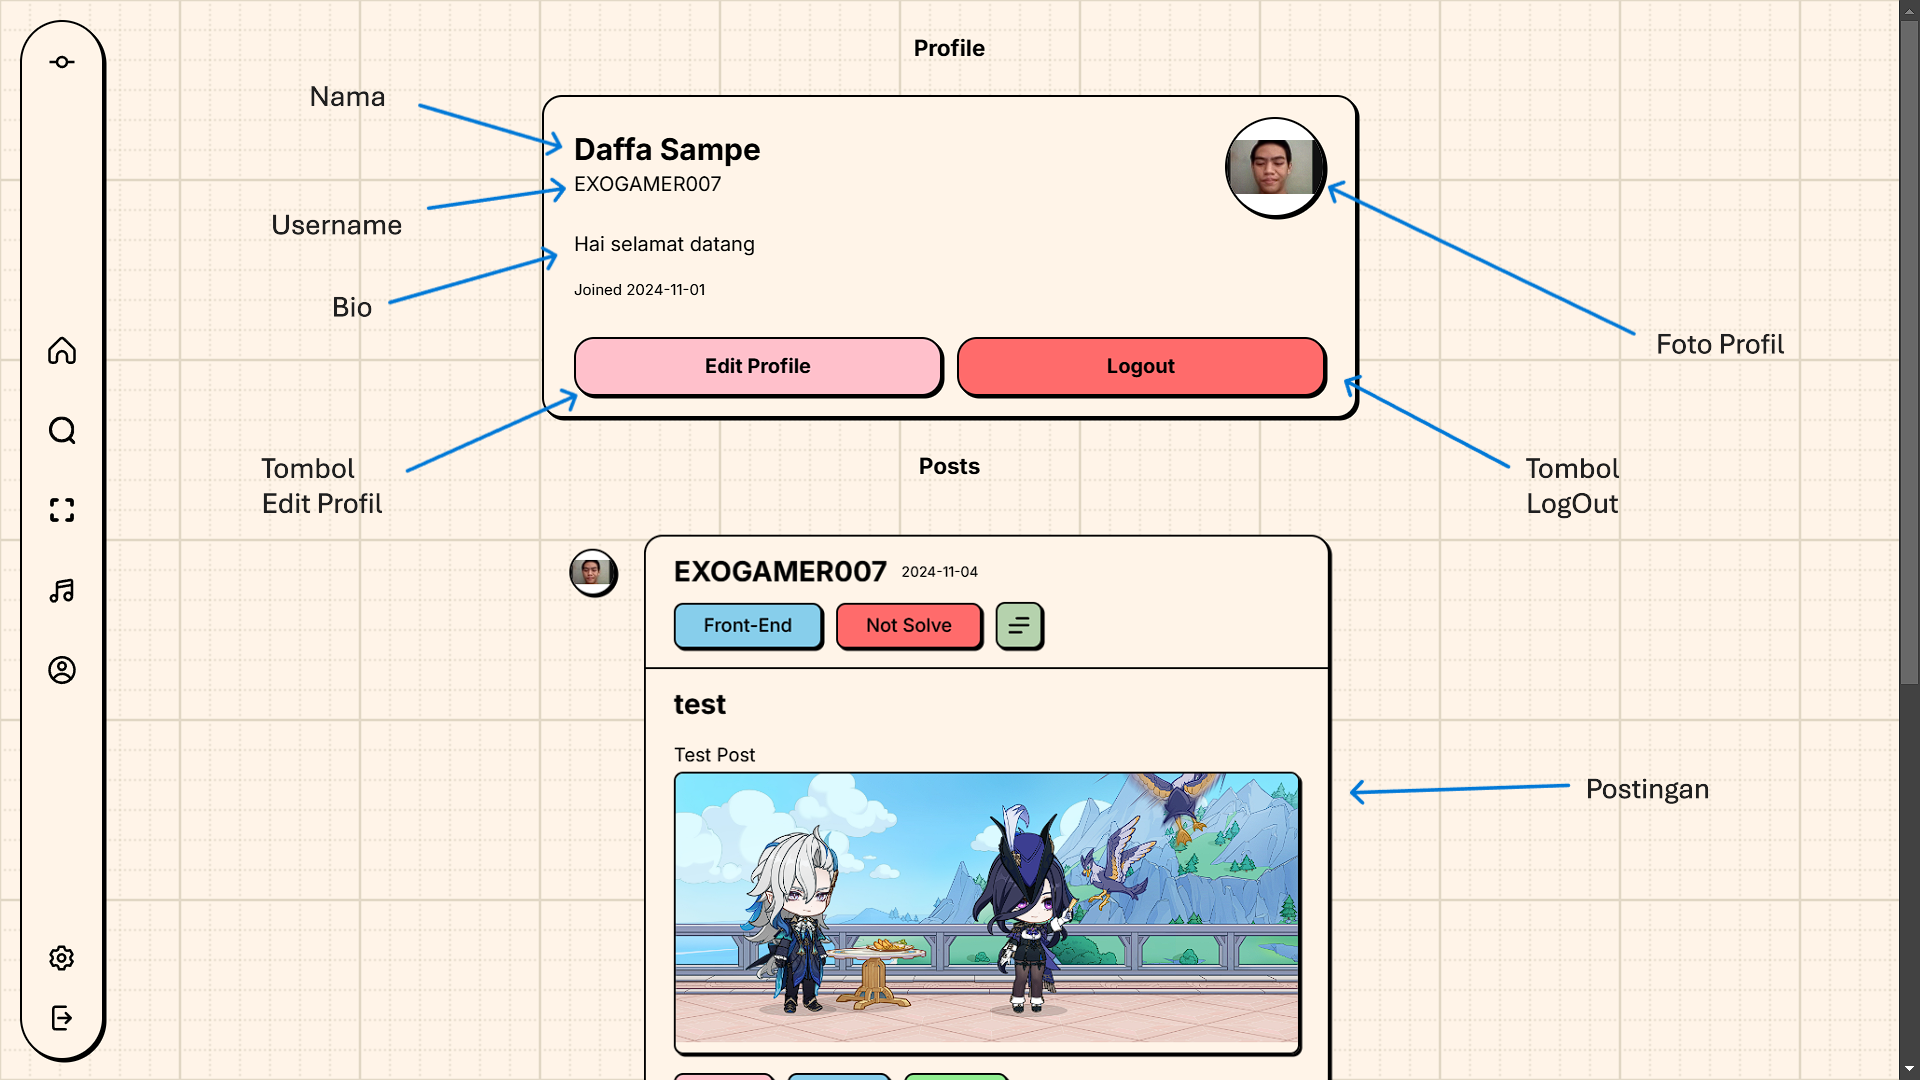 Profile
Nama
Daffa Sampe
EXOGAMER007
Username
Hai selamat datang
Bio
Joined 2024-11-01
Foto Profil
Edit Profile
Logout
Tombol
Edit Profil
Tombol
LogOut
Posts
EXOGAMER007 2024-11-04
Front-End
Not Solve
test
Test Post
Postingan